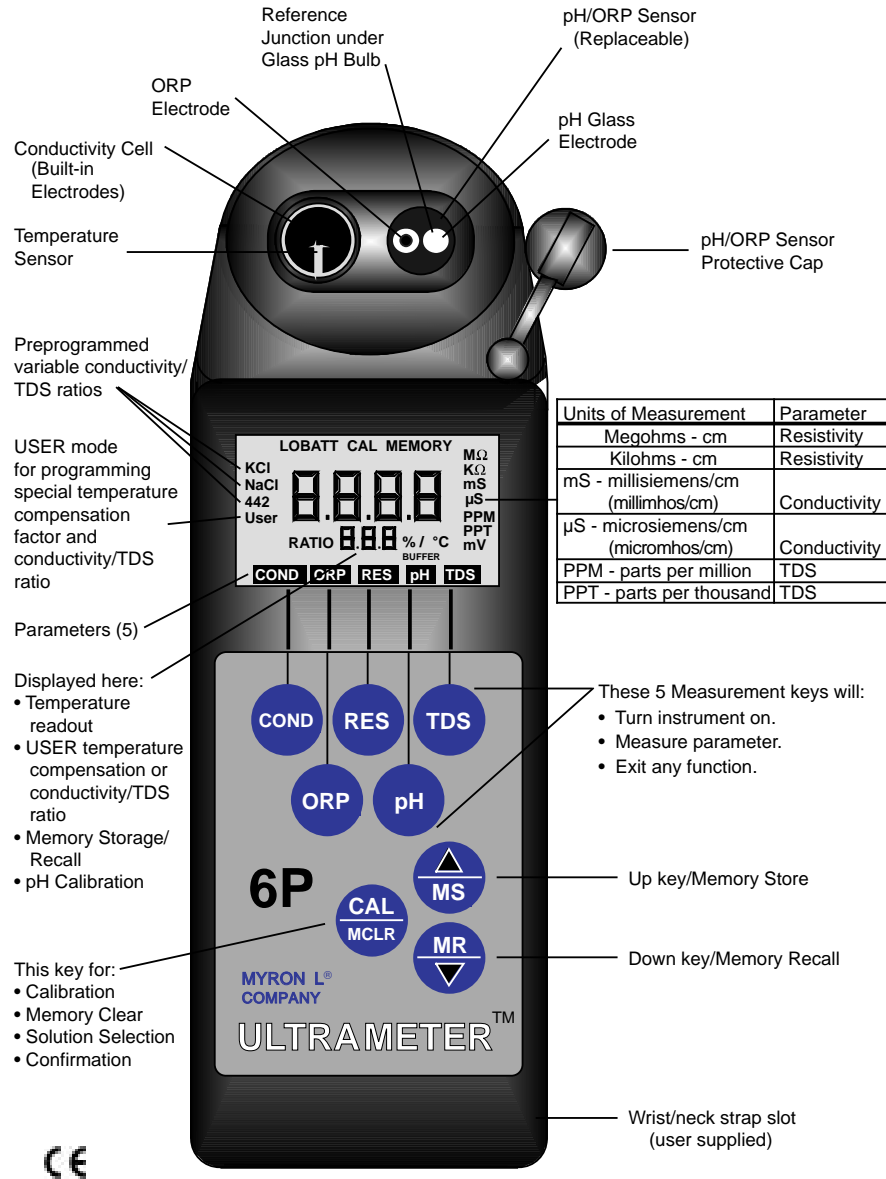 Reference
Junction under
Glass pH Bulb
pH/ORP Sensor
(Replaceable)
ORP
Electrode
pH Glass
Electrode
Conductivity Cell
(Built-in
Electrodes)
Temperature
Sensor
pH/ORP Sensor
Protective Cap
Preprogrammed
variable conductivity/
TDS ratios
USER mode
for programming
special temperature
compensation
factor and
conductivity/TDS
ratio
Parameters (5)
LOBATT CAL MEMORY
KCl
NaCl
442
User
8.8.8.8
MΩ
KΩ
mS
µS
PPM
PPT
mV
RATIO 8.8.8 % / °C
BUFFER
COND ORP RES pH TDS
Units of Measurement Parameter
Megohms - cm Resistivity
Kilohms - cm Resistivity
mS - millisiemens/cm
(millimhos/cm) Conductivity
µS - microsiemens/cm
(micromhos/cm) Conductivity
PPM - parts per million TDS
PPT - parts per thousand TDS
Displayed here:
• Temperature
readout
• USER temperature
compensation or
conductivity/TDS
ratio
• Memory Storage/
Recall
• pH Calibration
COND
RES
TDS
ORP
pH
These 5 Measurement keys will:
• Turn instrument on.
• Measure parameter.
• Exit any function.
6P
MS
CAL
MCLR
MR
Up key/Memory Store
Down key/Memory Recall
This key for:
• Calibration
• Memory Clear
• Solution Selection
• Confirmation
MYRON L®
COMPANY
ULTRAMETER™
Wrist/neck strap slot
(user supplied)
CE